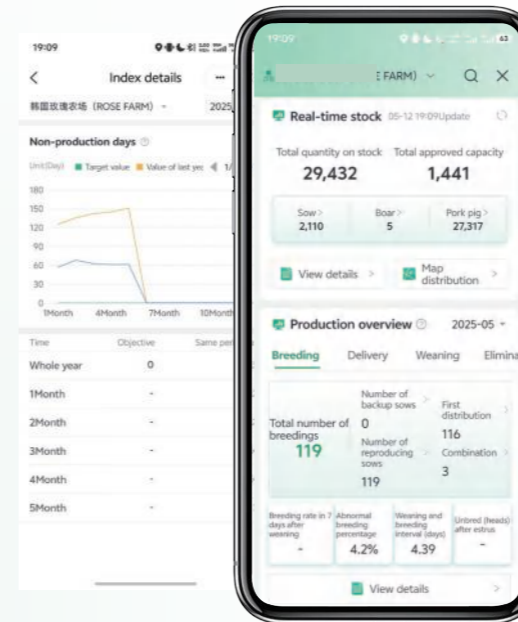 19:09
Index details
韩国玫瑰农场 (ROSE FARM)
2025
Non-production days
Unit(Day) Target value Value of last yea 1/
180
150
120
90
60
30
0
1Month 4Month 7Month 10Month
Time Objective Same per
Whole year 0
1Month -
2Month -
3Month -
4Month -
5Month -
19:09
63
E FARM)
Real-time stock 05-12 19:09Update
Total quantity on stock Total approved capacity
29,432 1,441
Sow > Boar > Pork pig >
2,110 5 27,317
View details > Map distribution >
Production overview 2025-05
Breeding Delivery Weaning Elimina
Total number of breedings
119
Number of backup sows >
0
First distribution >
116
Number of reproducing sows >
119
Combination >
3
Breeding rate in 7 days after weaning
-
Abnormal breeding percentage
4.2%
Weaning and breeding interval (days)
4.39
Unbred (heads) after estrus
-
View details >